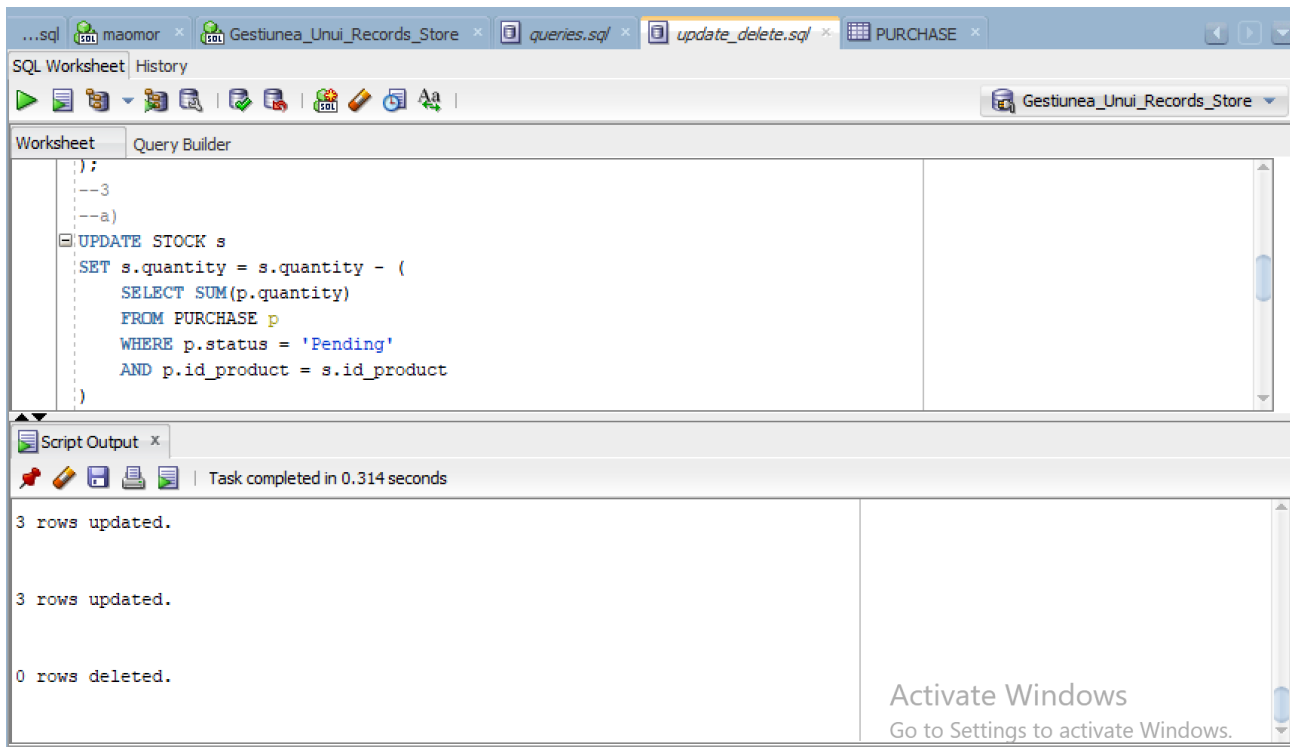 ...sql maomor Gestiunea_Unui_Records_Store queries.sql update_delete.sql PURCHASE
SQL Worksheet History
Gestiunea_Unui_Records_Store
Worksheet Query Builder
);
--3
--a)
UPDATE STOCK s
SET s.quantity = s.quantity - (
SELECT SUM(p.quantity)
FROM PURCHASE p
WHERE p.status = 'Pending'
AND p.id_product = s.id_product
)
Script Output x
Task completed in 0.314 seconds
3 rows updated.
3 rows updated.
0 rows deleted.
Activate Windows
Go to Settings to activate Windows.